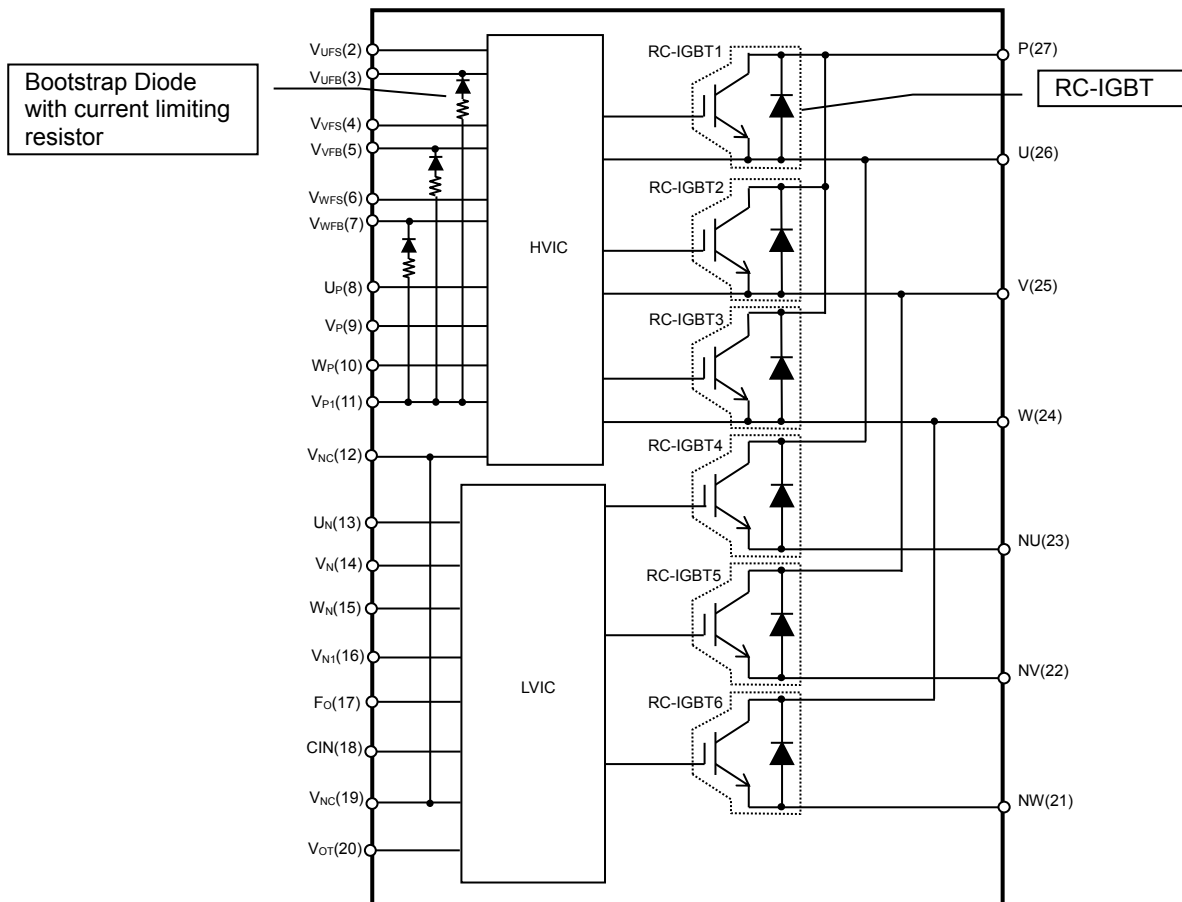 Bootstrap Diode
with current limiting
resistor
VUFS(2)
VUFB(3)
VVFS(4)
VVFB(5)
VWFS(6)
VWFB(7)
UP(8)
VP(9)
WP(10)
VP1(11)
VNC(12)
UN(13)
VN(14)
WN(15)
VN1(16)
FO(17)
CIN(18)
VNC(19)
VOT(20)
HVIC
LVIC
RC-IGBT1
RC-IGBT2
RC-IGBT3
RC-IGBT4
RC-IGBT5
RC-IGBT6
P(27)
RC-IGBT
U(26)
V(25)
W(24)
NU(23)
NV(22)
NW(21)